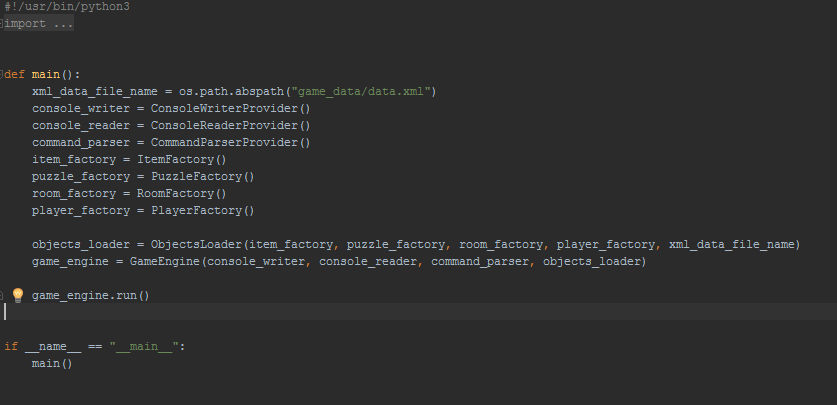 #!/usr/bin/python3
import ...
def main():
    xml_data_file_name = os.path.abspath("game_data/data.xml")
    console_writer = ConsoleWriterProvider()
    console_reader = ConsoleReaderProvider()
    command_parser = CommandParserProvider()
    item_factory = ItemFactory()
    puzzle_factory = PuzzleFactory()
    room_factory = RoomFactory()
    player_factory = PlayerFactory()
    objects_loader = ObjectsLoader(item_factory, puzzle_factory, room_factory, player_factory, xml_data_file_name)
    game_engine = GameEngine(console_writer, console_reader, command_parser, objects_loader)
    game_engine.run()
if __name__ == "__main__":
    main()